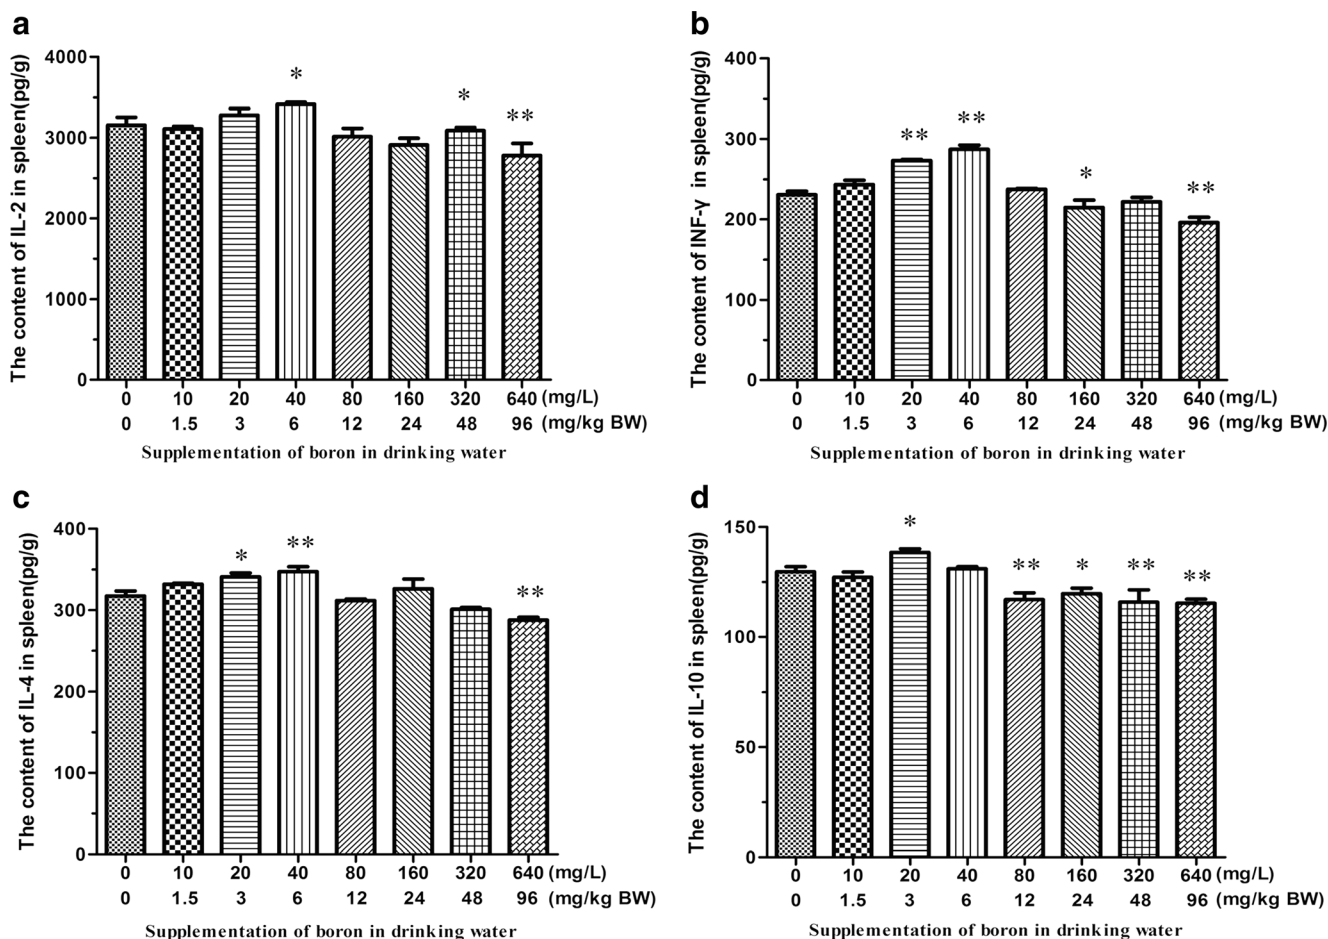 a
The content of IL-2 in spleen(pg/g)
4000
3000
2000
1000
0
*
*
**
0 10 20 40 80 160 320 640 (mg/L)
0 1.5 3 6 12 24 48 96 (mg/kg BW)
Supplementation of boron in drinking water
b
The content of INF-γ in spleen(pg/g)
400
300
200
100
0
**
**
*
**
0 10 20 40 80 160 320 640 (mg/L)
0 1.5 3 6 12 24 48 96 (mg/kg BW)
Supplementation of boron in drinking water
c
The content of IL-4 in spleen(pg/g)
400
300
200
100
0
*
**
**
0 10 20 40 80 160 320 640 (mg/L)
0 1.5 3 6 12 24 48 96 (mg/kg BW)
Supplementation of boron in drinking water
d
The content of IL-10 in spleen(pg/g)
150
100
50
0
*
**
*
**
**
0 10 20 40 80 160 320 640 (mg/L)
0 1.5 3 6 12 24 48 96 (mg/kg BW)
Supplementation of boron in drinking water